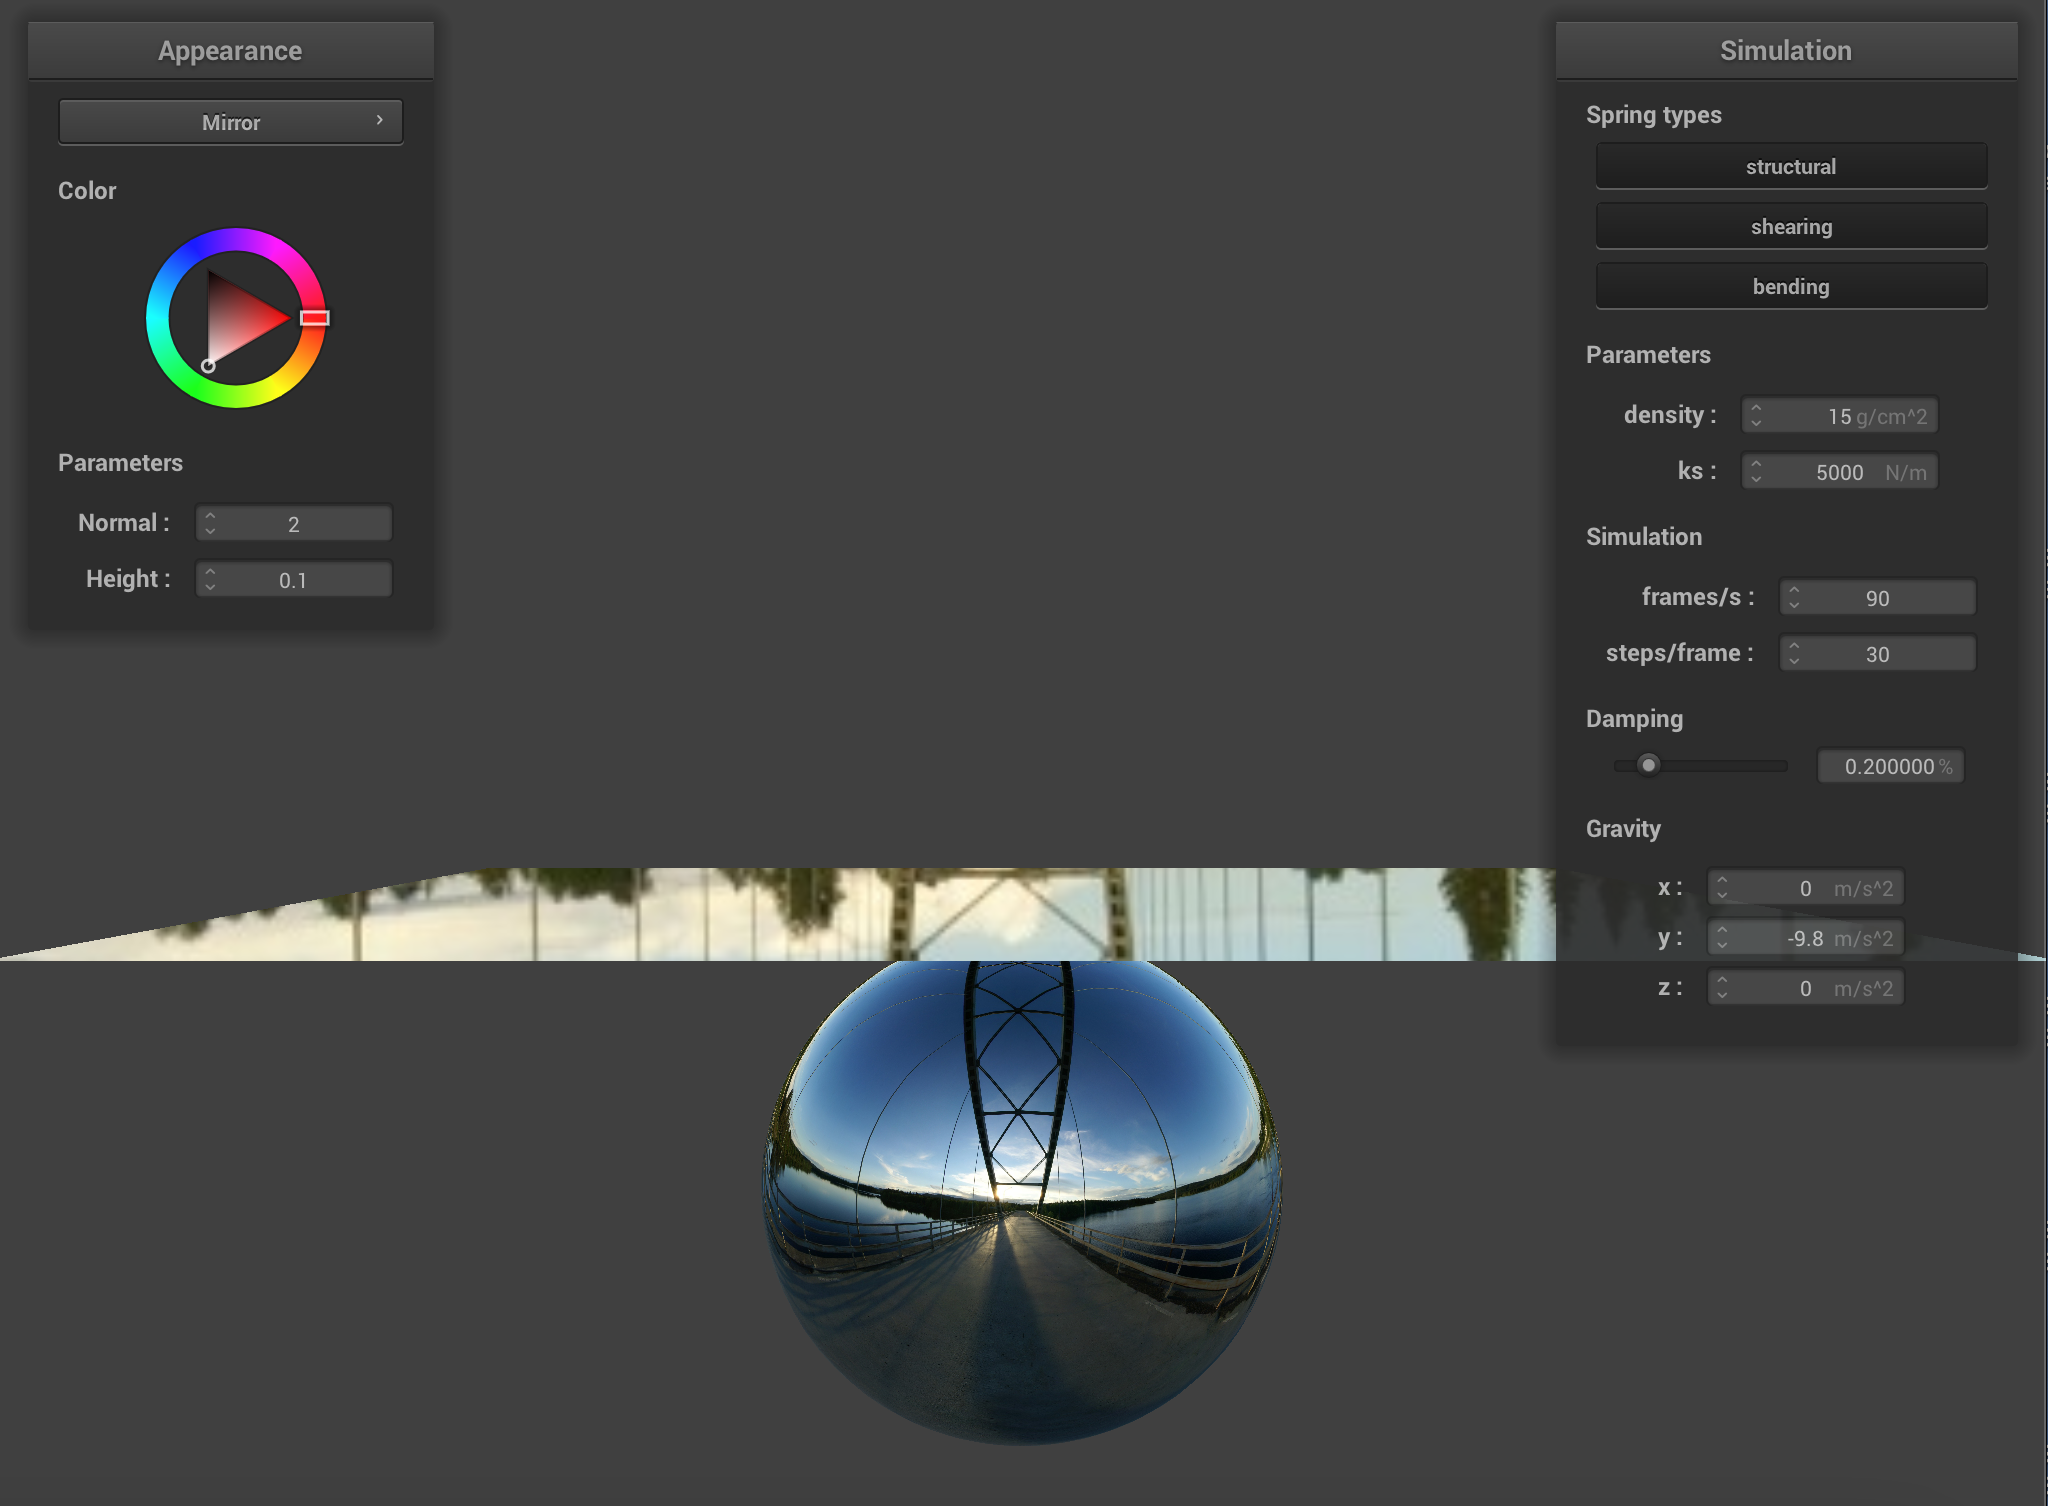 Appearance
Mirror
Color
Parameters
Normal : 2
Height : 0.1
Simulation
Spring types
structural
shearing
bending
Parameters
density : 15 g/cm^2
ks : 5000 N/m
Simulation
frames/s : 90
steps/frame : 30
Damping
0.200000 %
Gravity
x : 0 m/s^2
y : -9.8 m/s^2
z : 0 m/s^2